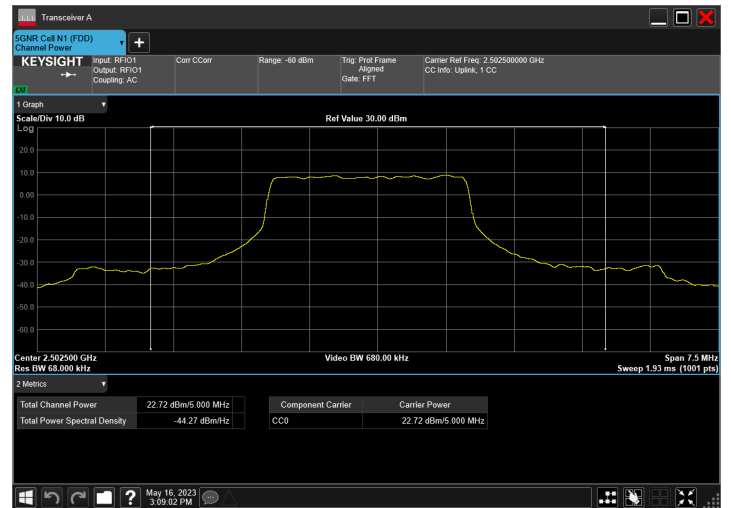 Transceiver A
5GNR Cell N1 (FDD)
Channel Power
KEYSIGHT
Input: RFIO1
Output: RFIO1
Coupling: AC
Corr CCorr
Range: -60 dBm
Trig: Prot Frame
Aligned
Gate: FFT
Carrier Ref Freq: 2.502500000 GHz
CC Info: Uplink, 1 CC
LXI
1 Graph
Scale/Div 10.0 dB
Ref Value 30.00 dBm
Log
20.0
10.0
0.00
-10.0
-20.0
-30.0
-40.0
-50.0
-60.0
Center 2.502500 GHz
Video BW 680.00 kHz
Span 7.5 MHz
Res BW 68.000 kHz
Sweep 1.93 ms (1001 pts)
2 Metrics
Total Channel Power 22.72 dBm/5.000 MHz
Total Power Spectral Density -44.27 dBm/Hz
Component Carrier Carrier Power
CC0 22.72 dBm/5.000 MHz
May 16, 2023
3:09:02 PM